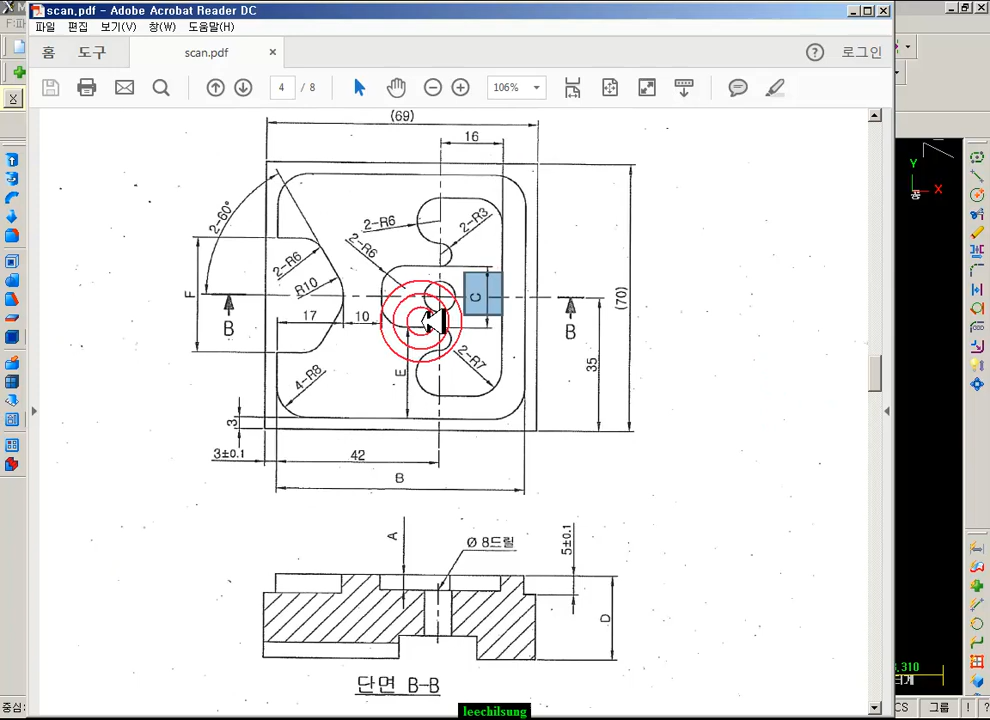 scan.pdf - Adobe Acrobat Reader DC
파일 편집 보기(V) 창(W) 도움말(H)
홈 도구 scan.pdf × ? 로그인
4 / 8 106%
(69)
16
2-60°
2-R6
2-R3
2-R6
2-R6
R10
F
C
Y
X
B
B
17
10
(70)
35
2-R7
E
4-R8
3
3±0.1
42
B
A
Ø 8드릴
5±0.1
D
단면 B-B
leechilsung
중심:
그룹